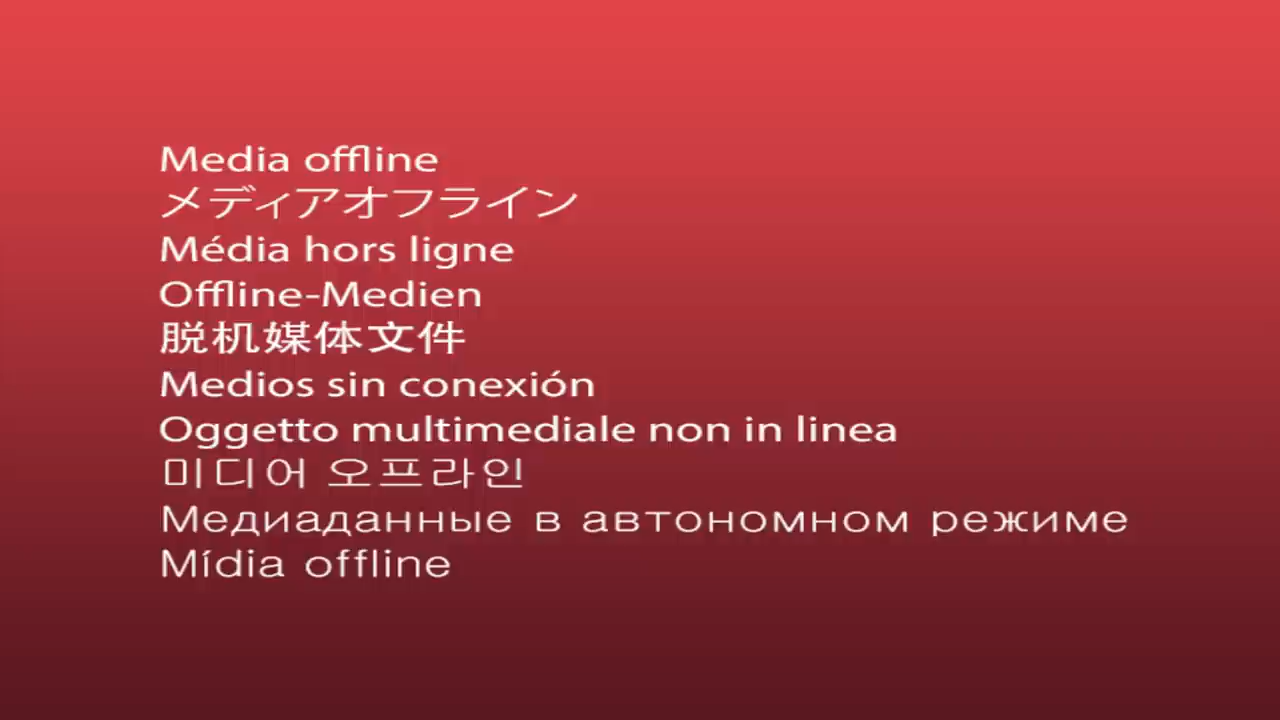 Media offline
メディアオフライン
Média hors ligne
Offline-Medien
脱机媒体文件
Medios sin conexión
Oggetto multimediale non in linea
미디어 오프라인
Медиаданные в автономном режиме
Mídia offline